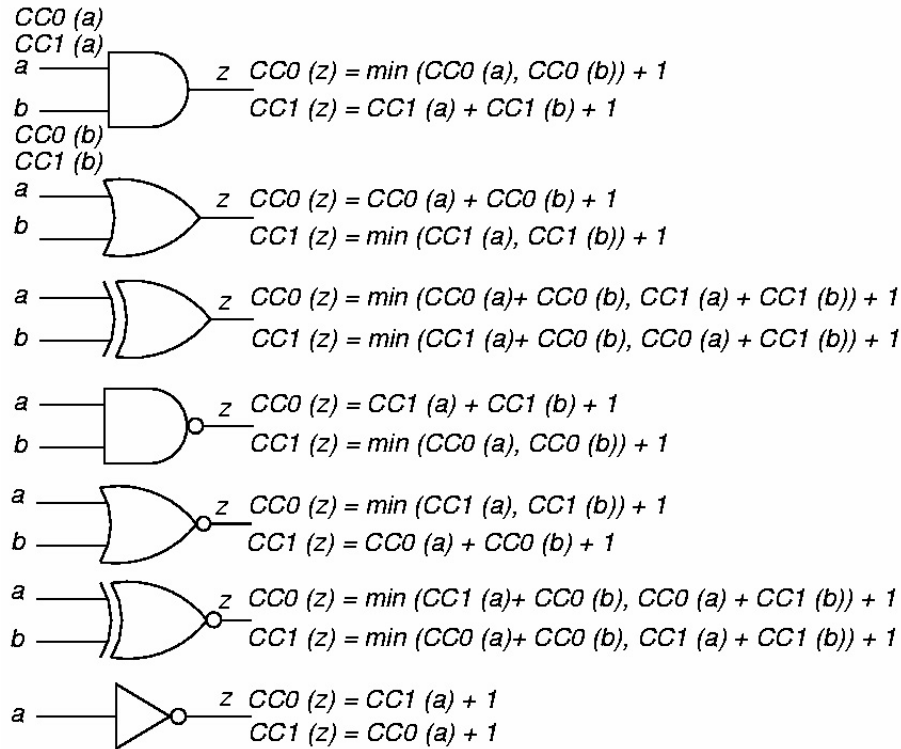 CC0 (a)
CC1 (a)
a
z CC0 (z) = min (CC0 (a), CC0 (b)) + 1
b
CC1 (z) = CC1 (a) + CC1 (b) + 1
CC0 (b)
CC1 (b)
a
z CC0 (z) = CC0 (a) + CC0 (b) + 1
b
CC1 (z) = min (CC1 (a), CC1 (b)) + 1
a
z CC0 (z) = min (CC0 (a)+ CC0 (b), CC1 (a) + CC1 (b)) + 1
b
CC1 (z) = min (CC1 (a)+ CC0 (b), CC0 (a) + CC1 (b)) + 1
a
z CC0 (z) = CC1 (a) + CC1 (b) + 1
b
CC1 (z) = min (CC0 (a), CC0 (b)) + 1
a
z CC0 (z) = min (CC1 (a), CC1 (b)) + 1
b
CC1 (z) = CC0 (a) + CC0 (b) + 1
a
z CC0 (z) = min (CC1 (a)+ CC0 (b), CC0 (a) + CC1 (b)) + 1
b
CC1 (z) = min (CC0 (a)+ CC0 (b), CC1 (a) + CC1 (b)) + 1
a
z CC0 (z) = CC1 (a) + 1
CC1 (z) = CC0 (a) + 1